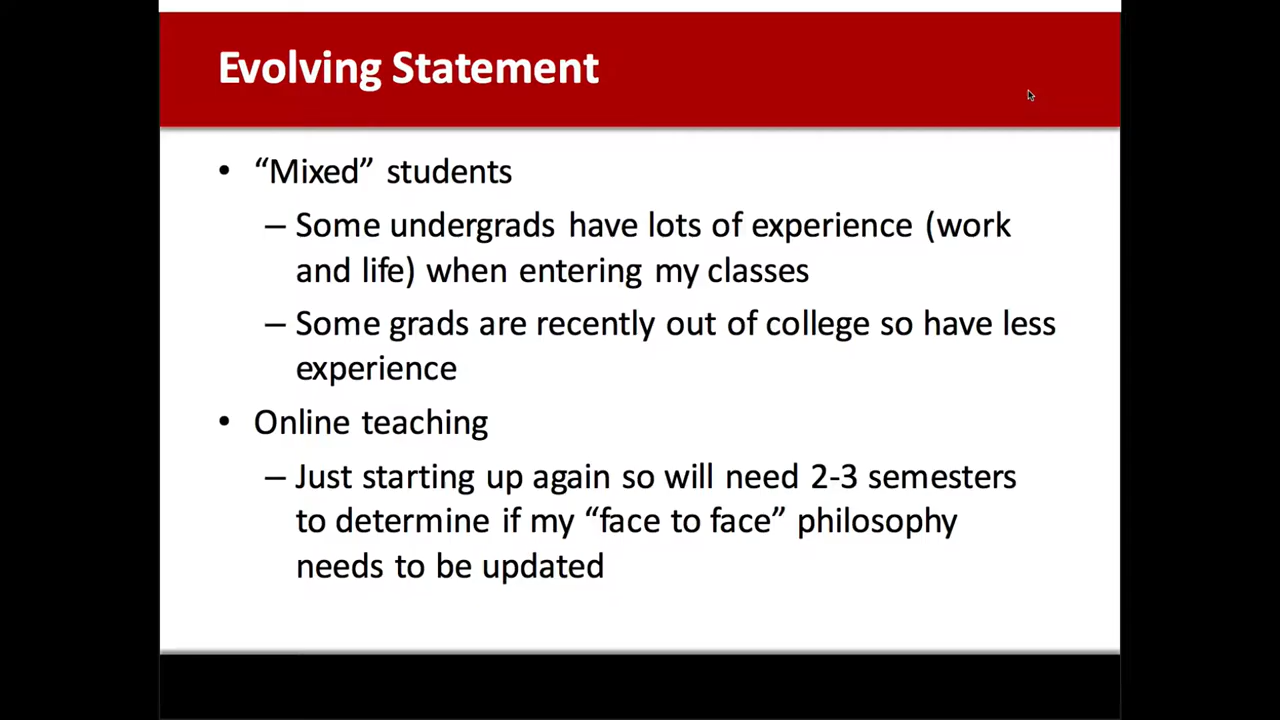 Evolving Statement
• “Mixed” students
– Some undergrads have lots of experience (work
and life) when entering my classes
– Some grads are recently out of college so have less
experience
• Online teaching
– Just starting up again so will need 2-3 semesters
to determine if my “face to face” philosophy
needs to be updated